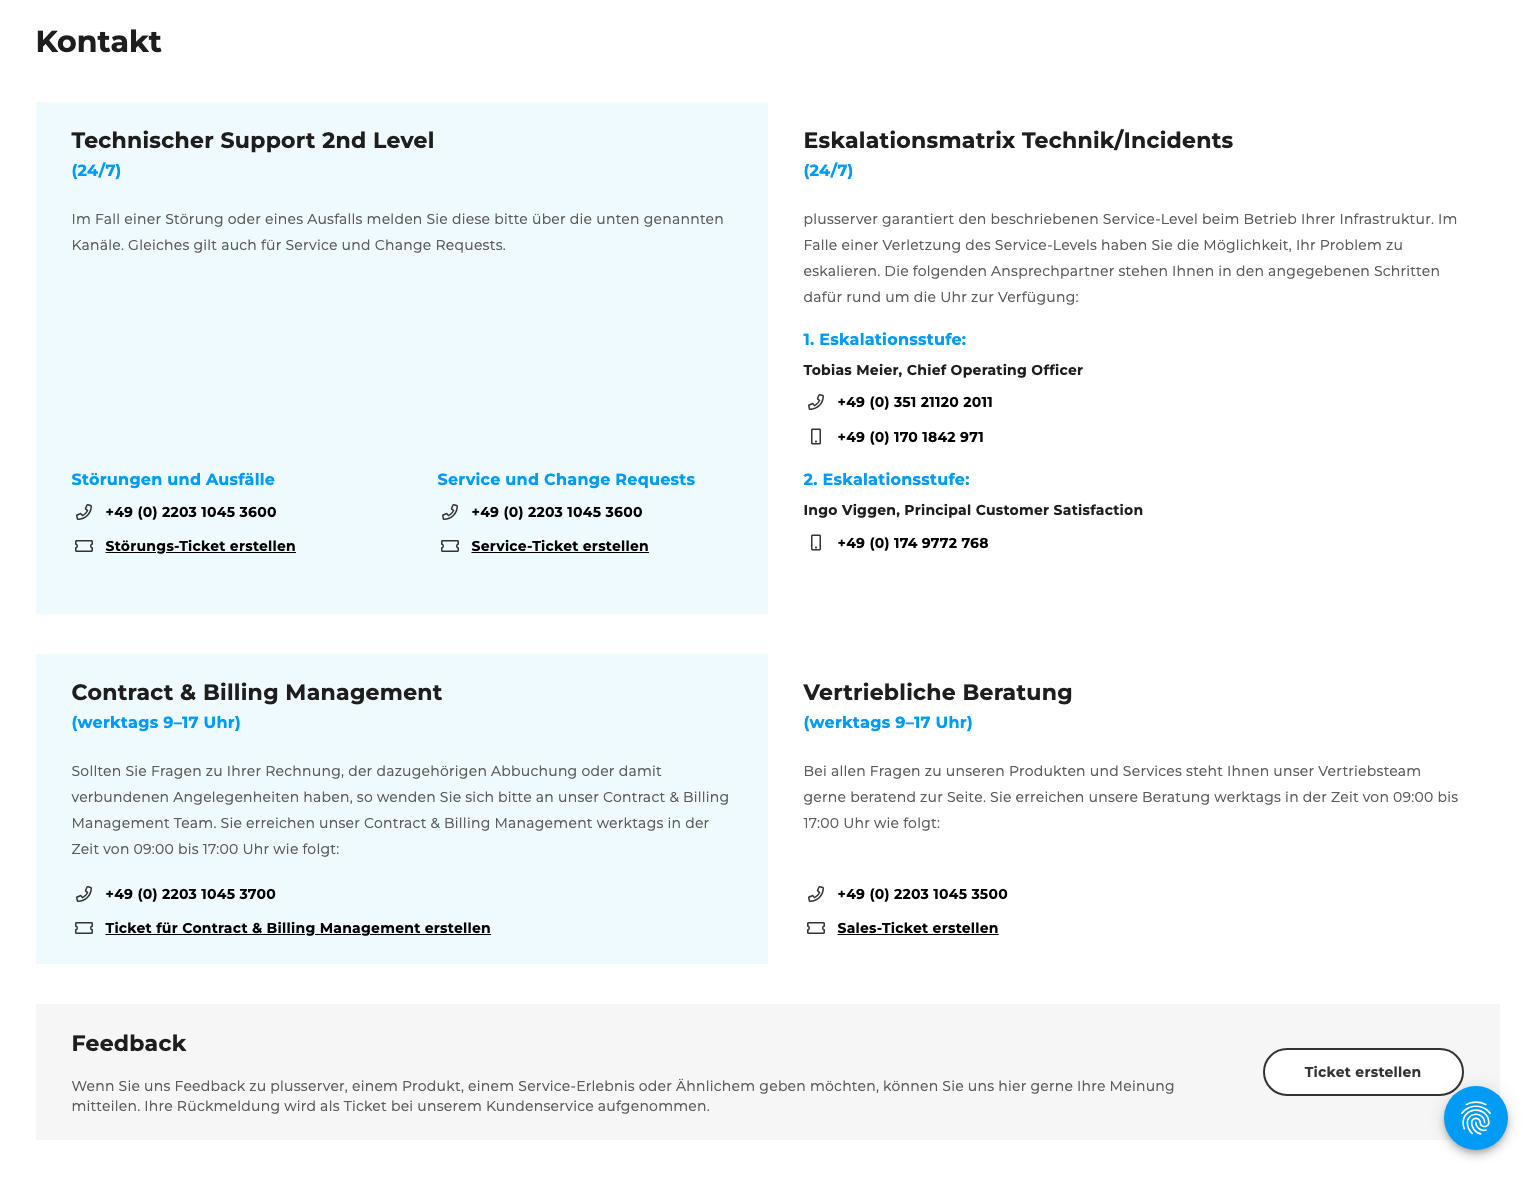 Kontakt
Technischer Support 2nd Level
(24/7)
Im Fall einer Störung oder eines Ausfalls melden Sie diese bitte über die unten genannten
Kanäle. Gleiches gilt auch für Service und Change Requests.
Störungen und Ausfälle
+49 (0) 2203 1045 3600
Störungs-Ticket erstellen
Service und Change Requests
+49 (0) 2203 1045 3600
Service-Ticket erstellen
Eskalationsmatrix Technik/Incidents
(24/7)
plusserver garantiert den beschriebenen Service-Level beim Betrieb Ihrer Infrastruktur. Im
Falle einer Verletzung des Service-Levels haben Sie die Möglichkeit, Ihr Problem zu
eskalieren. Die folgenden Ansprechpartner stehen Ihnen in den angegebenen Schritten
dafür rund um die Uhr zur Verfügung:
1. Eskalationsstufe:
Tobias Meier, Chief Operating Officer
+49 (0) 351 21120 2011
+49 (0) 170 1842 971
2. Eskalationsstufe:
Ingo Viggen, Principal Customer Satisfaction
+49 (0) 174 9772 768
Contract & Billing Management
(werktags 9–17 Uhr)
Sollten Sie Fragen zu Ihrer Rechnung, der dazugehörigen Abbuchung oder damit
verbundenen Angelegenheiten haben, so wenden Sie sich bitte an unser Contract & Billing
Management Team. Sie erreichen unser Contract & Billing Management werktags in der
Zeit von 09:00 bis 17:00 Uhr wie folgt:
+49 (0) 2203 1045 3700
Ticket für Contract & Billing Management erstellen
Vertriebliche Beratung
(werktags 9–17 Uhr)
Bei allen Fragen zu unseren Produkten und Services steht Ihnen unser Vertriebsteam
gerne beratend zur Seite. Sie erreichen unsere Beratung werktags in der Zeit von 09:00 bis
17:00 Uhr wie folgt:
+49 (0) 2203 1045 3500
Sales-Ticket erstellen
Feedback
Wenn Sie uns Feedback zu plusserver, einem Produkt, einem Service-Erlebnis oder Ähnlichem geben möchten, können Sie uns hier gerne Ihre Meinung
mitteilen. Ihre Rückmeldung wird als Ticket bei unserem Kundenservice aufgenommen.
Ticket erstellen